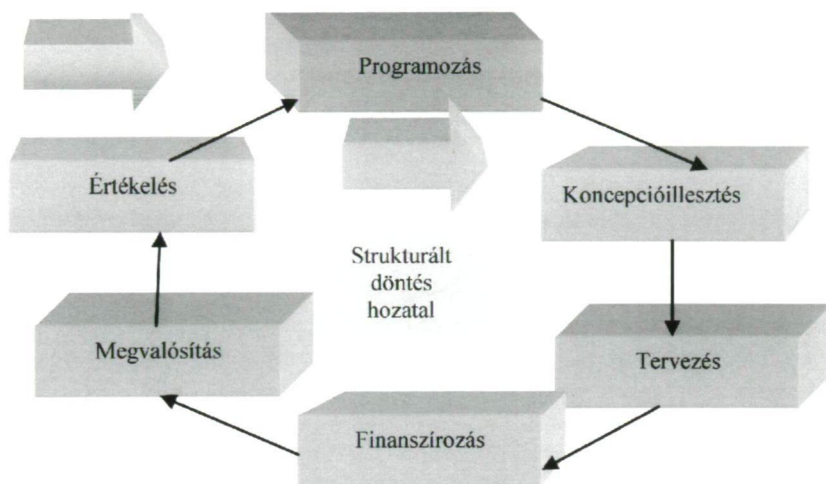 Programozás
Koncepcióillesztés
Tervezés
Finanszírozás
Megvalósítás
Értékelés
Strukturált
döntés
hozatal